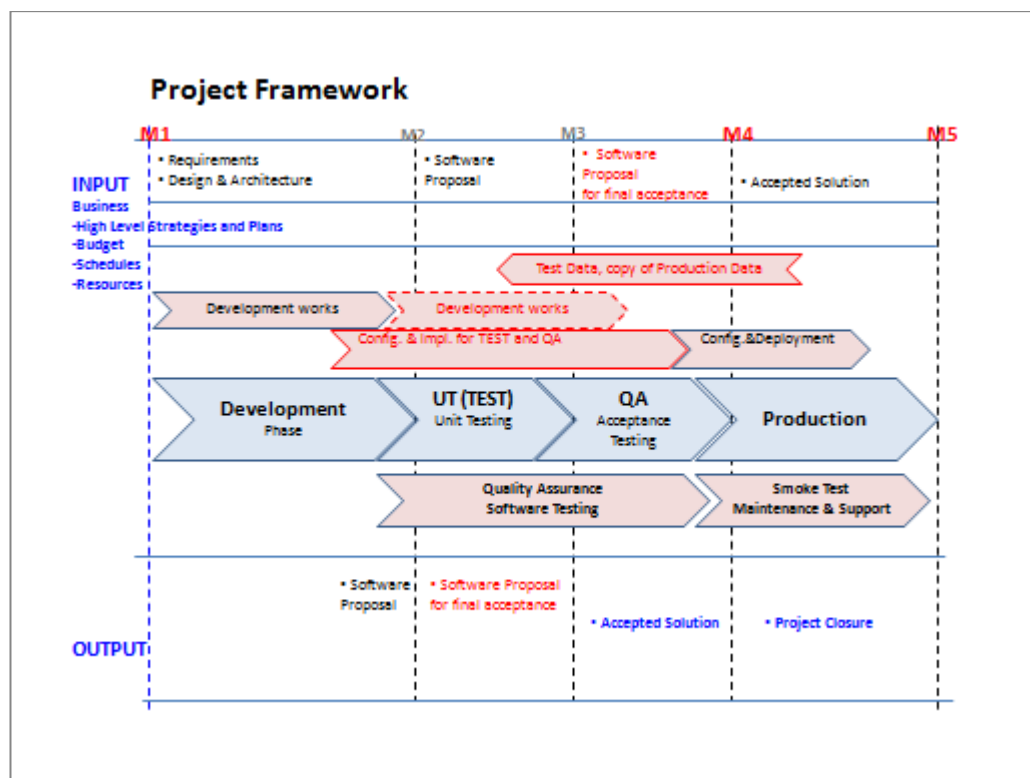 Project Framework
M1
M2
M3
M4
M5
• Requirements
• Design & Architecture
• Software
Proposal
• Software
Proposal
for final acceptance
• Accepted Solution
INPUT
Business
-High Level Strategies and Plans
-Budget
-Schedules
-Resources
Test Data, copy of Production Data
Development works
Development works
Config. & Impl. for TEST and QA
Config.&Deployment
Development
Phase
UT (TEST)
Unit Testing
QA
Acceptance
Testing
Production
Quality Assurance
Software Testing
Smoke Test
Maintenance & Support
• Software
Proposal
• Software Proposal
for final acceptance
• Accepted Solution
• Project Closure
OUTPUT